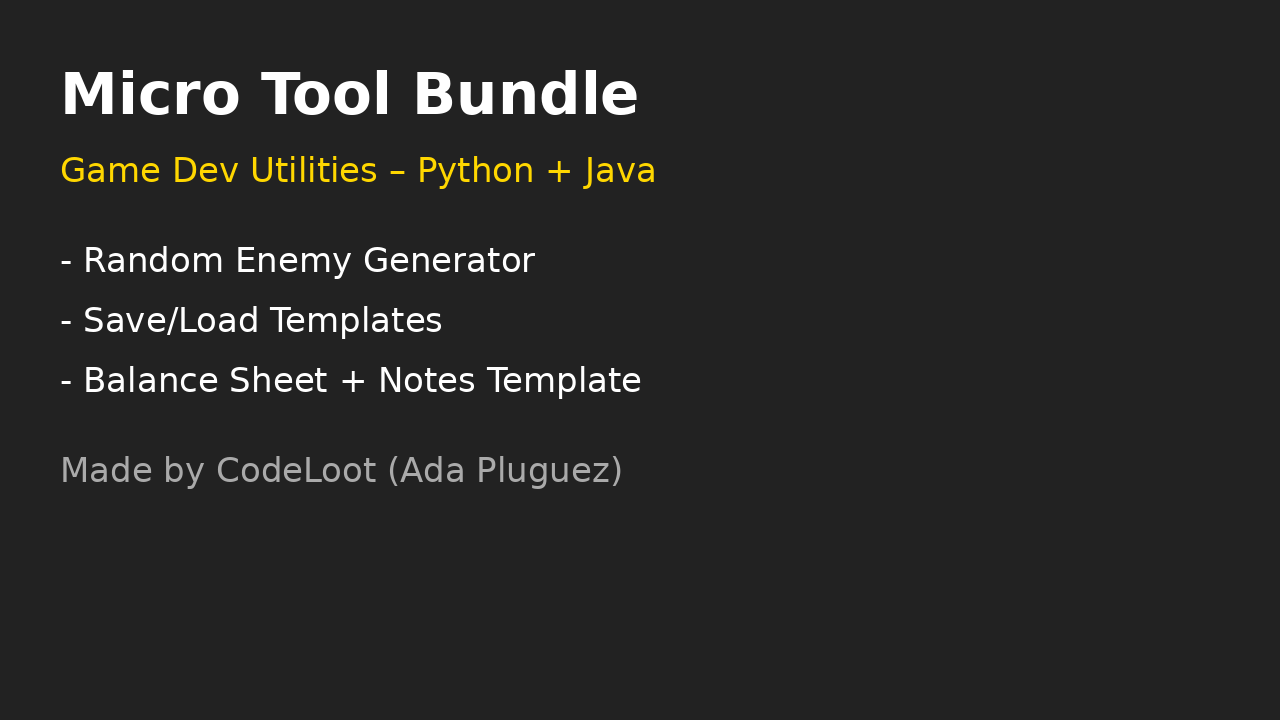 Micro Tool Bundle
Game Dev Utilities – Python + Java
- Random Enemy Generator
- Save/Load Templates
- Balance Sheet + Notes Template
Made by CodeLoot (Ada Pluguez)